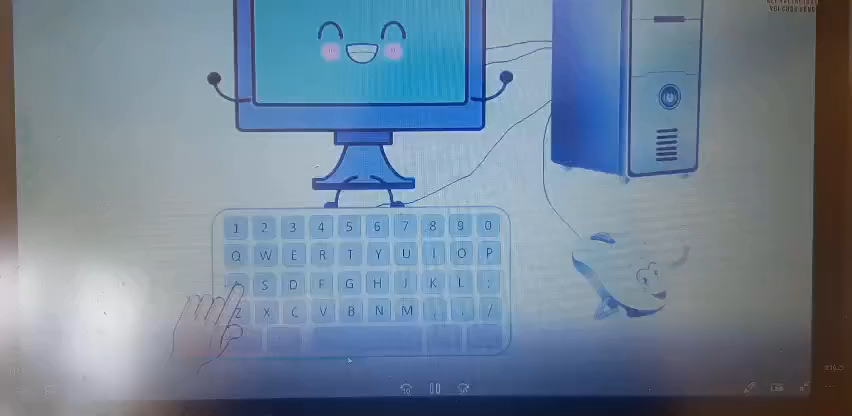 1 2 3 4 5 6 7 8 9 0
Q W E R T Y U I O P
S D F G H J K L ;
Z X C V B N M , . /